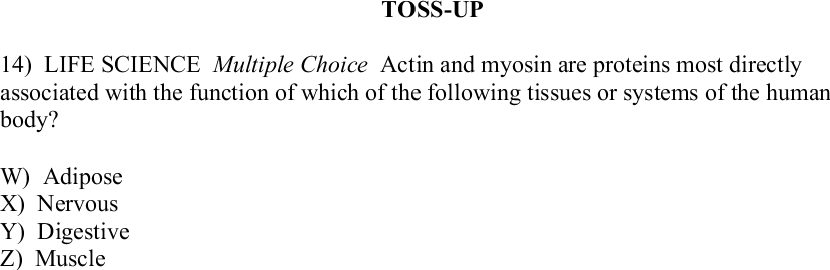 TOSS-UP
14) LIFE SCIENCE Multiple Choice Actin and myosin are proteins most directly
associated with the function of which of the following tissues or systems of the human
body?
W) Adipose
X) Nervous
Y) Digestive
Z) Muscle